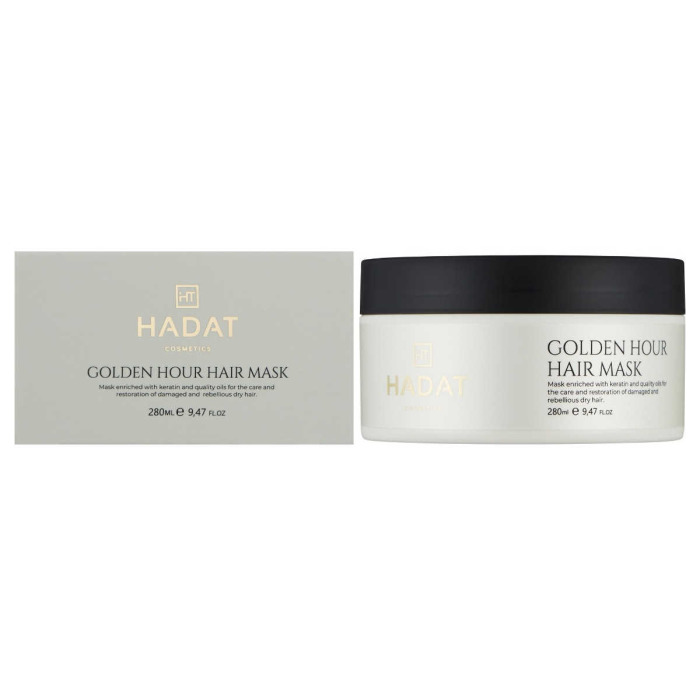 HT
HADAT
COSMETICS
GOLDEN HOUR HAIR MASK
Mask enriched with keratin and quality oils for the care and
restoration of damaged and rebellious dry hair.
280ML e 9,47 FL.OZ
HT
HADAT
GOLDEN HOUR
HAIR MASK
Mask enriched with keratin and quality oils for
the care and restoration of damaged and
rebellious dry hair.
280ml e 9,47 FL.OZ